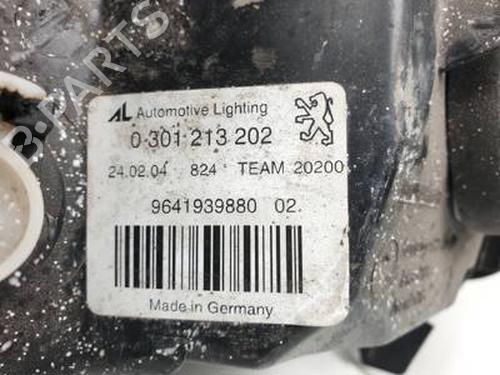 AL Automotive Lighting
0 301 213 202
24.02.04 824 TEAM 20200
9641939880 02
Made in Germany
B-PARTS